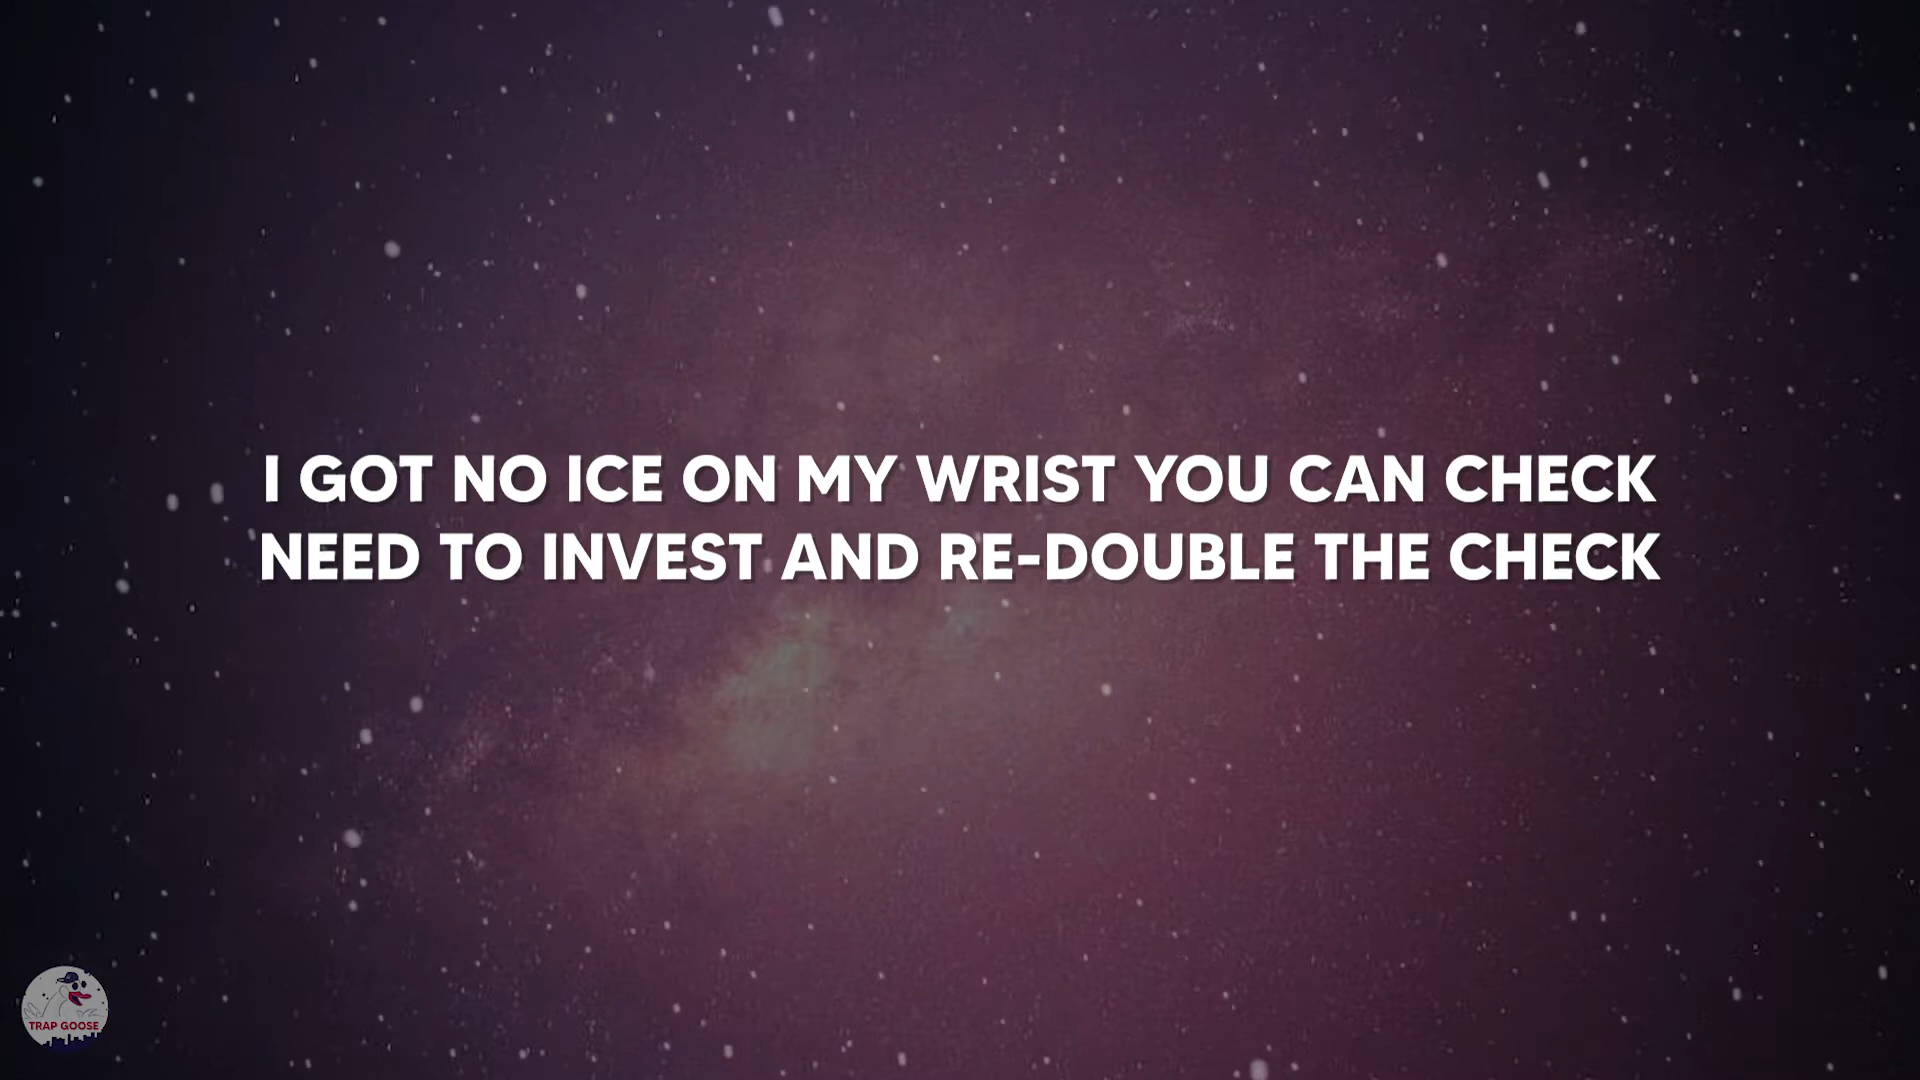 I GOT NO ICE ON MY WRIST YOU CAN CHECK
NEED TO INVEST AND RE-DOUBLE THE CHECK
TRAP GOOSE